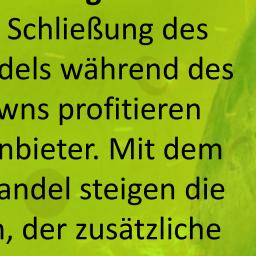 Schließung des
dels während des
wns profitieren
nbieter. Mit dem
andel steigen die
, der zusätzliche